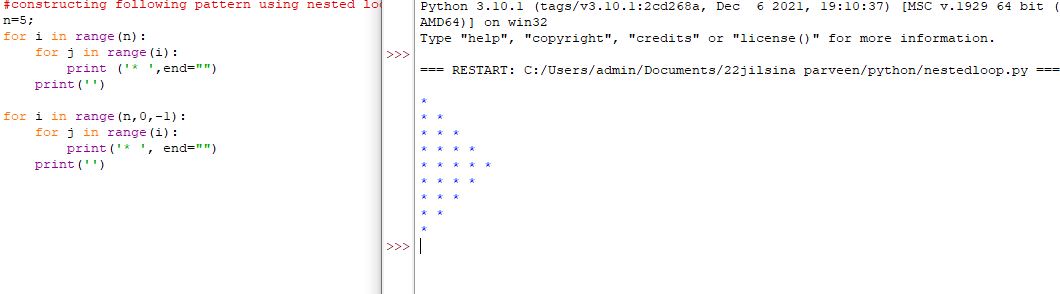 #constructing following pattern using nested lo
n=5;
for i in range(n):
    for j in range(i):
        print ('* ',end="")
    print('')
for i in range(n,0,-1):
    for j in range(i):
        print('* ', end="")
    print('')
Python 3.10.1 (tags/v3.10.1:2cd268a, Dec  6 2021, 19:10:37) [MSC v.1929 64 bit (
AMD64)] on win32
Type "help", "copyright", "credits" or "license()" for more information.
>>>
=== RESTART: C:/Users/admin/Documents/22jilsina parveen/python/nestedloop.py ===
*
* *
* * *
* * * *
* * * * *
* * * *
* * *
* *
*
>>>